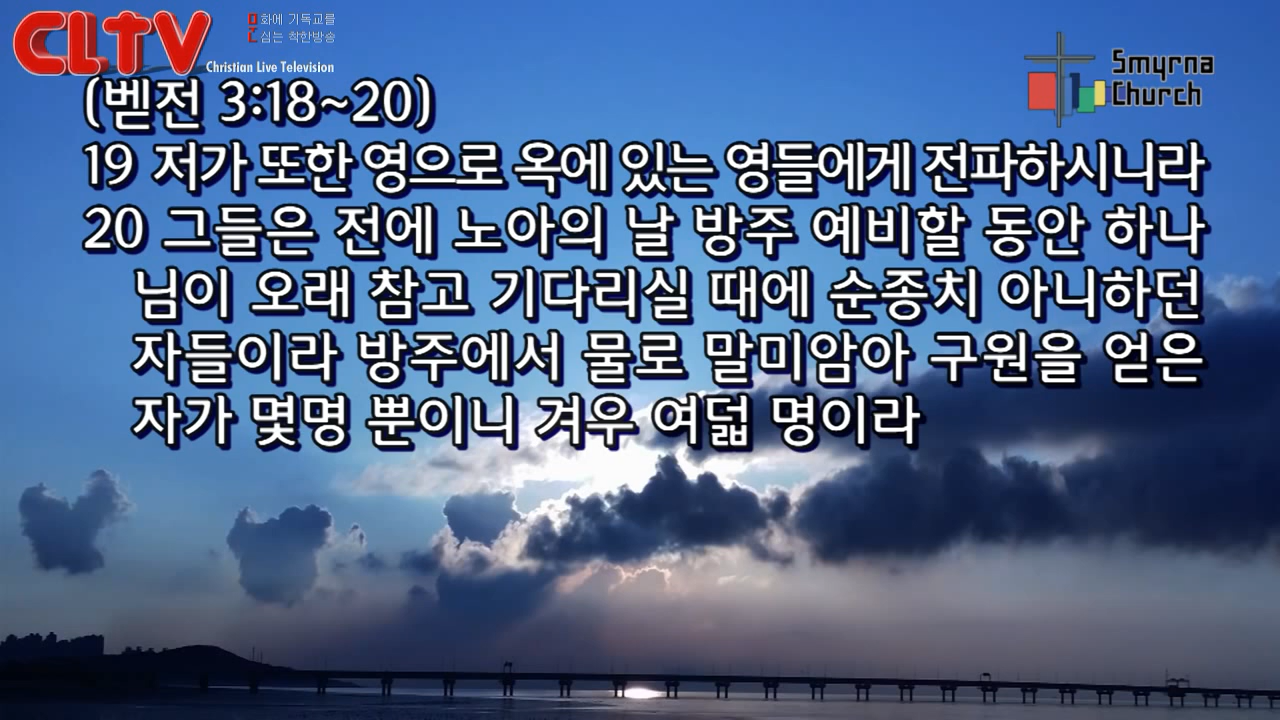 CLTV
문화에 기독교를
심는 착한방송
Christian Live Television
Smyrna
Church
(벧전 3:18~20)
19 저가 또한 영으로 옥에 있는 영들에게 전파하시니라
20 그들은 전에 노아의 날 방주 예비할 동안 하나
님이 오래 참고 기다리실 때에 순종치 아니하던
자들이라 방주에서 물로 말미암아 구원을 얻은
자가 몇명 뿐이니 겨우 여덟 명이라